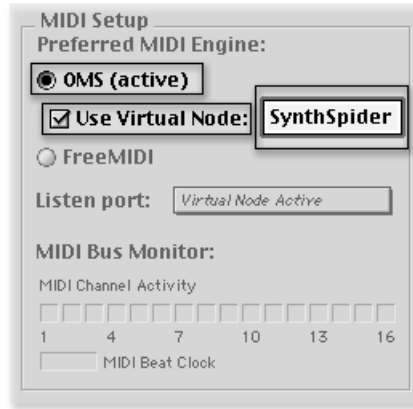 MIDI Setup
Preferred MIDI Engine:
OMS (active)
Use Virtual Node: SynthSpider
FreeMIDI
Listen port: Virtual Node Active
MIDI Bus Monitor:
MIDI Channel Activity
1 4 7 10 13 16
MIDI Beat Clock